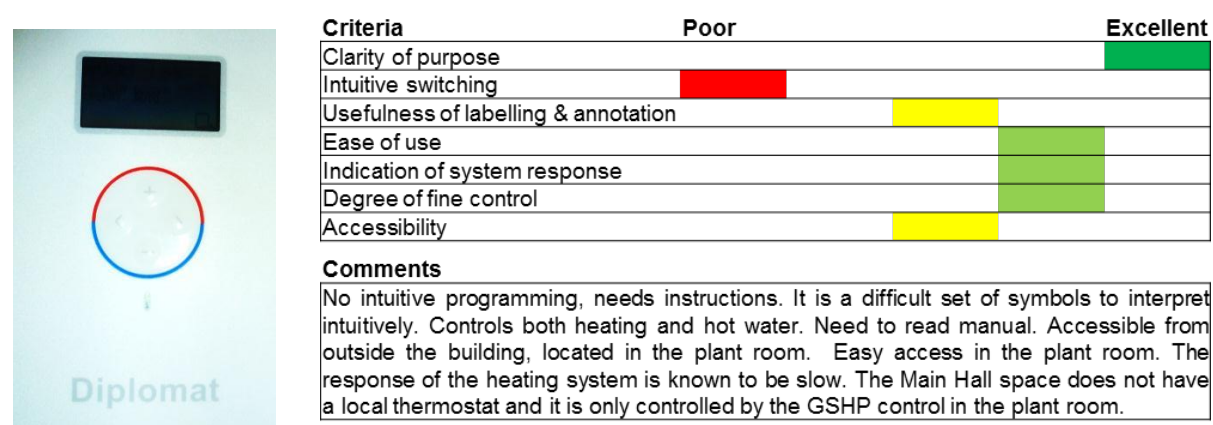 Criteria Poor Excellent
Clarity of purpose
Intuitive switching
Usefulness of labelling & annotation
Ease of use
Indication of system response
Degree of fine control
Accessibility
Comments
No intuitive programming, needs instructions. It is a difficult set of symbols to interpret
intuitively. Controls both heating and hot water. Need to read manual. Accessible from
outside the building, located in the plant room. Easy access in the plant room. The
response of the heating system is known to be slow. The Main Hall space does not have
a local thermostat and it is only controlled by the GSHP control in the plant room.
Diplomat